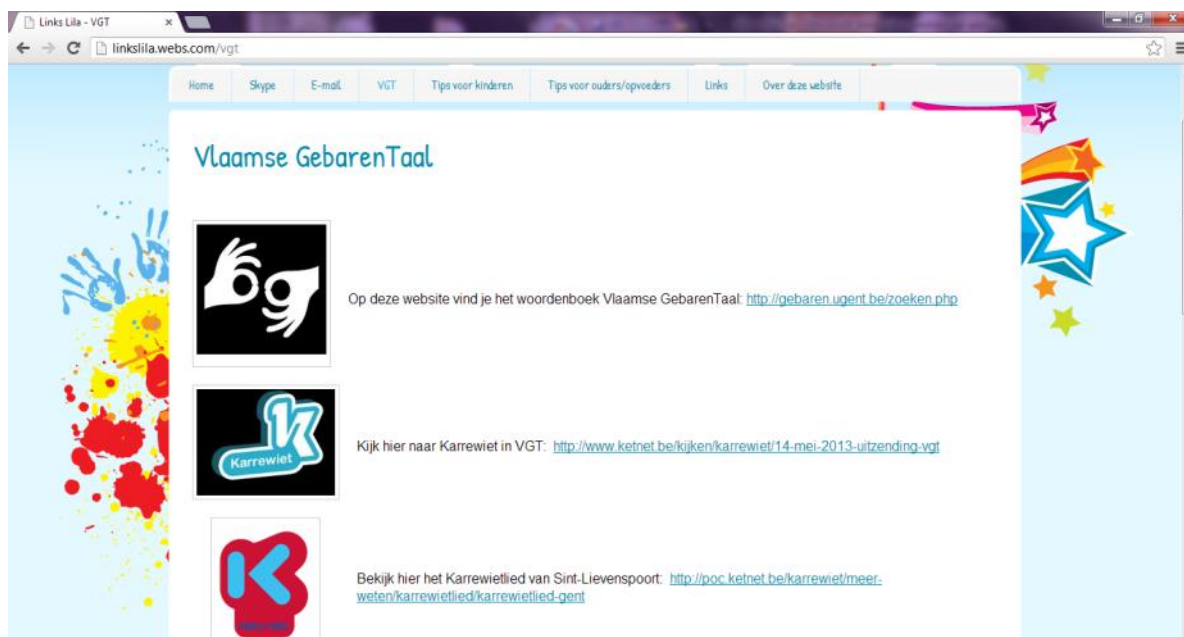 Links Lila - VGT
linkslila.webs.com/vgt
Home Skype E-mail VGT Tips voor kinderen Tips voor ouders/opvoeders Links Over deze website
Vlaamse GebarenTaal
Op deze website vind je het woordenboek Vlaamse GebarenTaal: http://gebaren.ugent.be/zoeken.php
Karrewiet
Kijk hier naar Karrewiet in VGT: http://www.ketnet.be/kijken/karrewiet/14-mei-2013-uitzending-vgt
Bekijk hier het Karrewietlied van Sint-Lievenspoort: http://poc.ketnet.be/karrewiet/meer-
weten/karrewietlied/karrewietlied-gent